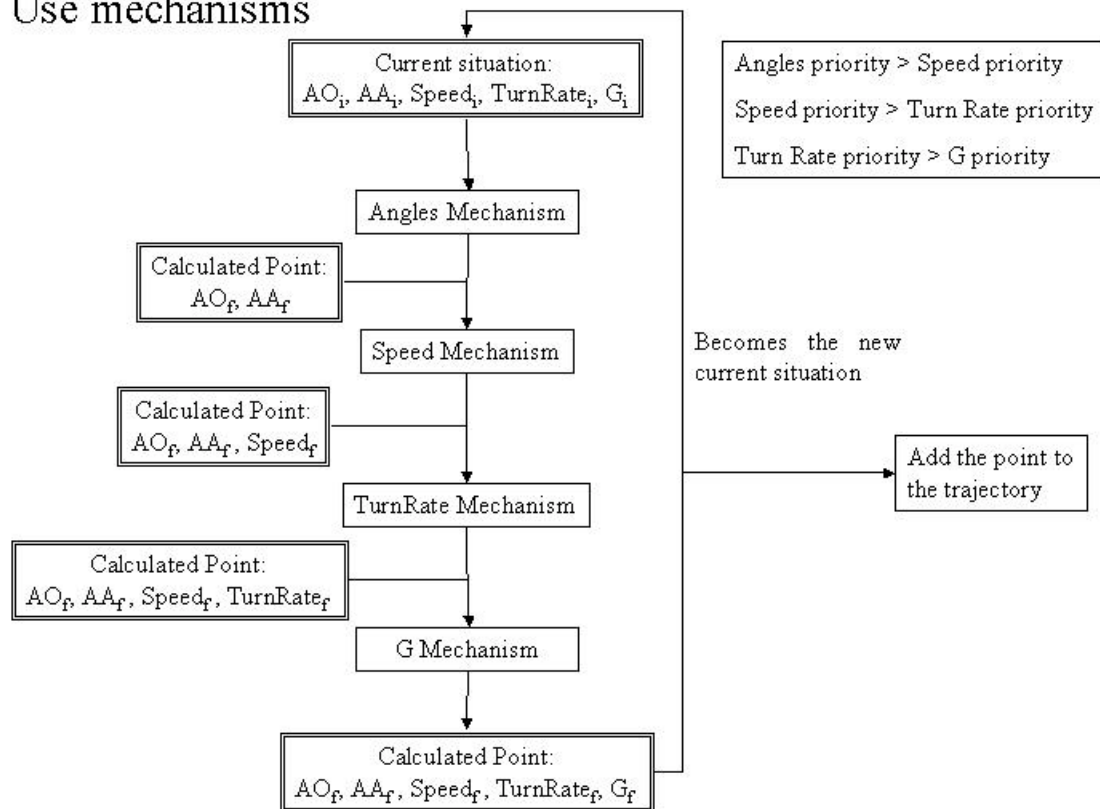 Use mechanisms
Current situation:
AOi, AAi, Speedi, TurnRatei, Gi
Angles priority > Speed priority
Speed priority > Turn Rate priority
Turn Rate priority > G priority
Angles Mechanism
Calculated Point:
AOf, AAf
Speed Mechanism
Becomes the new
current situation
Calculated Point:
AOf, AAf, Speedf
Add the point to
the trajectory
TurnRate Mechanism
Calculated Point:
AOf, AAf, Speedf, TurnRatef
G Mechanism
Calculated Point:
AOf, AAf, Speedf, TurnRatef, Gf